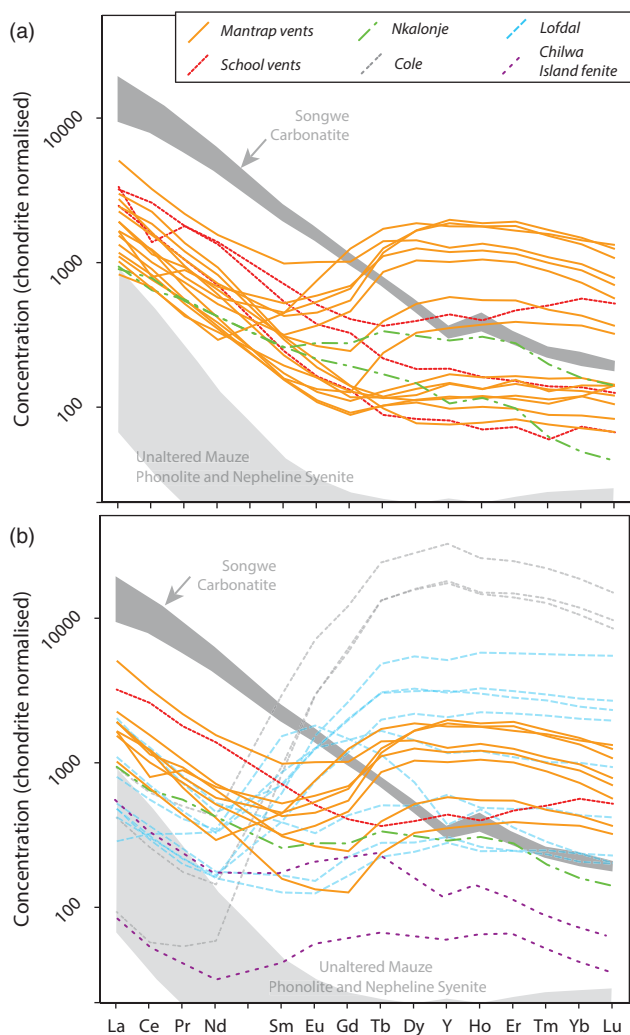 (a)
Mantrap vents
Nkalonje
Lofdal
School vents
Cole
Chilwa
Island fenite
Songwe
Carbonatite
10000
1000
100
Concentration (chondrite normalised)
Unaltered Mauze
Phonolite and Nepheline Syenite
(b)
Songwe
Carbonatite
10000
1000
100
Concentration (chondrite normalised)
Unaltered Mauze
Phonolite and Nepheline Syenite
La Ce Pr Nd Sm Eu Gd Tb Dy Y Ho Er Tm Yb Lu